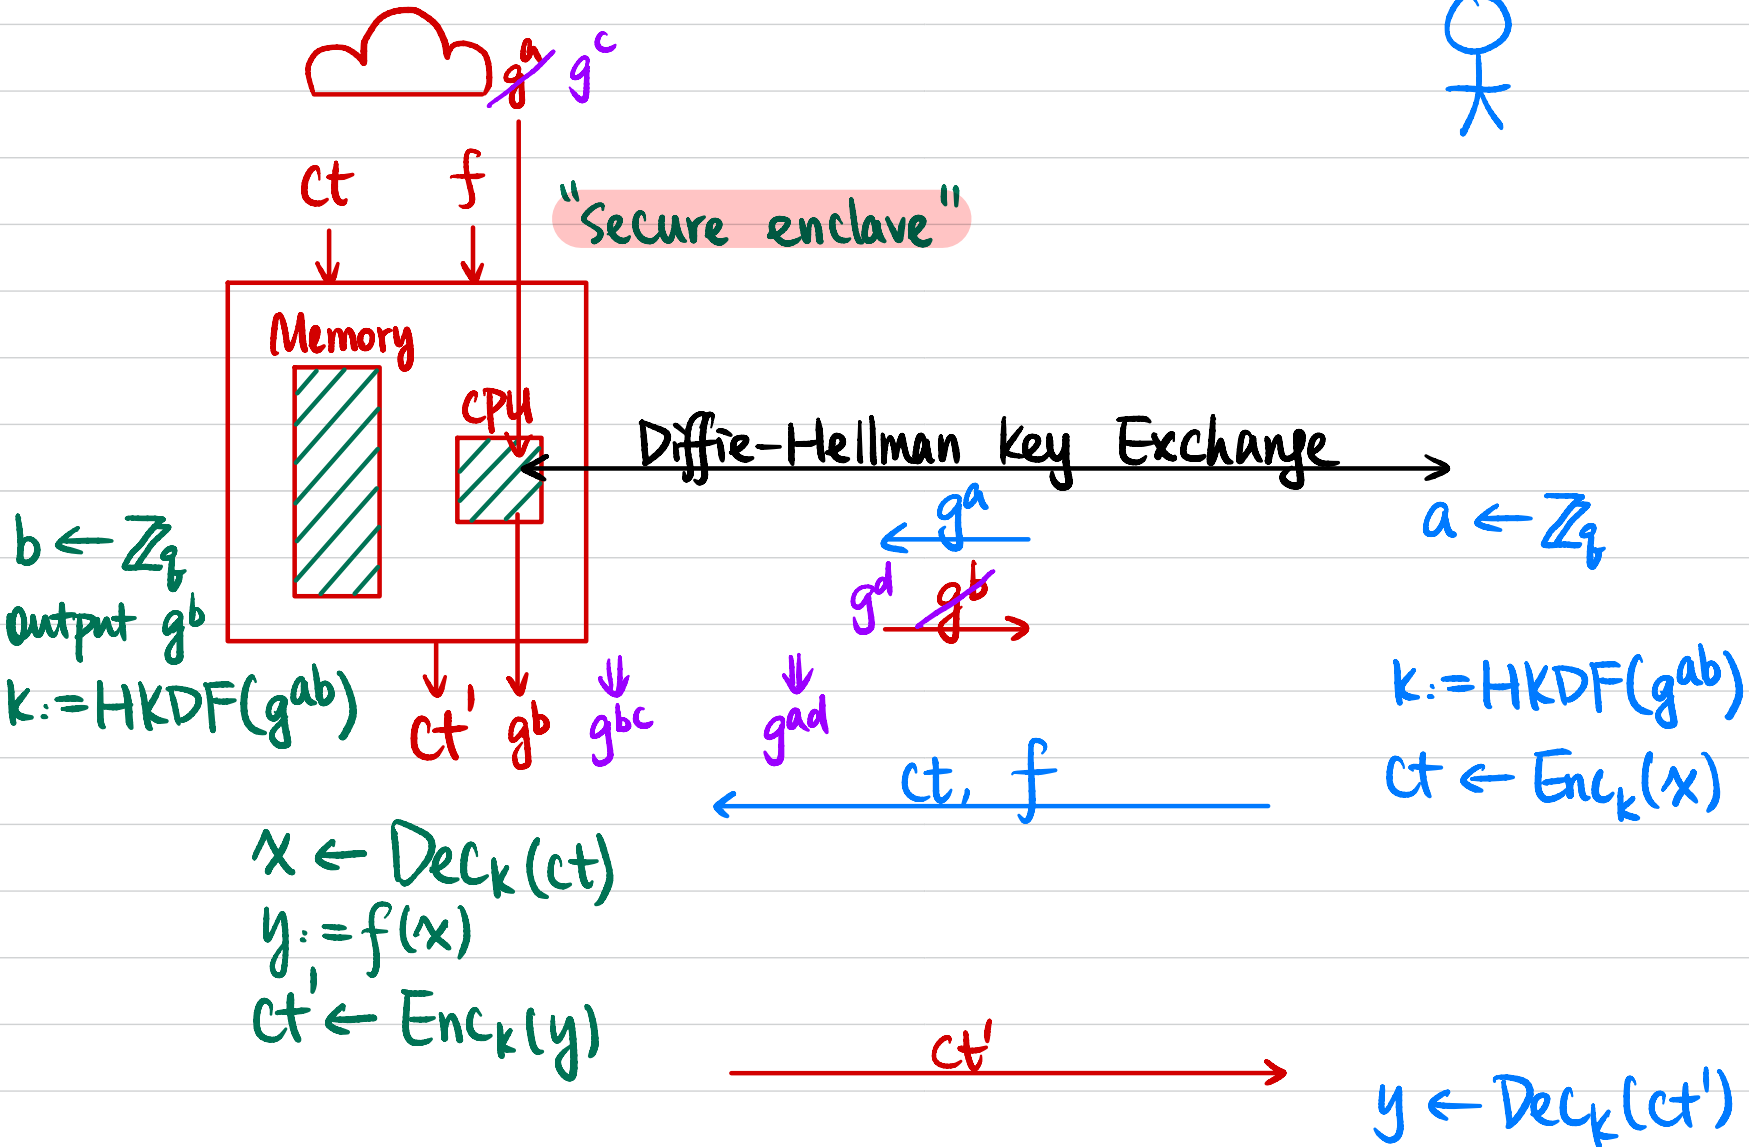 g^a g^c
ct f
"Secure enclave"
Memory
CPU
Diffie-Hellman Key Exchange
g^a
a ← ℤ_q
b ← ℤ_q
g^d g^b
output g^b
k := HKDF(g^ab)
ct' g^b g^bc g^ad
k := HKDF(g^ab)
ct, f
ct ← Enc_k(x)
x ← Dec_k(ct)
y := f(x)
ct' ← Enc_k(y)
ct'
y ← Dec_k(ct')